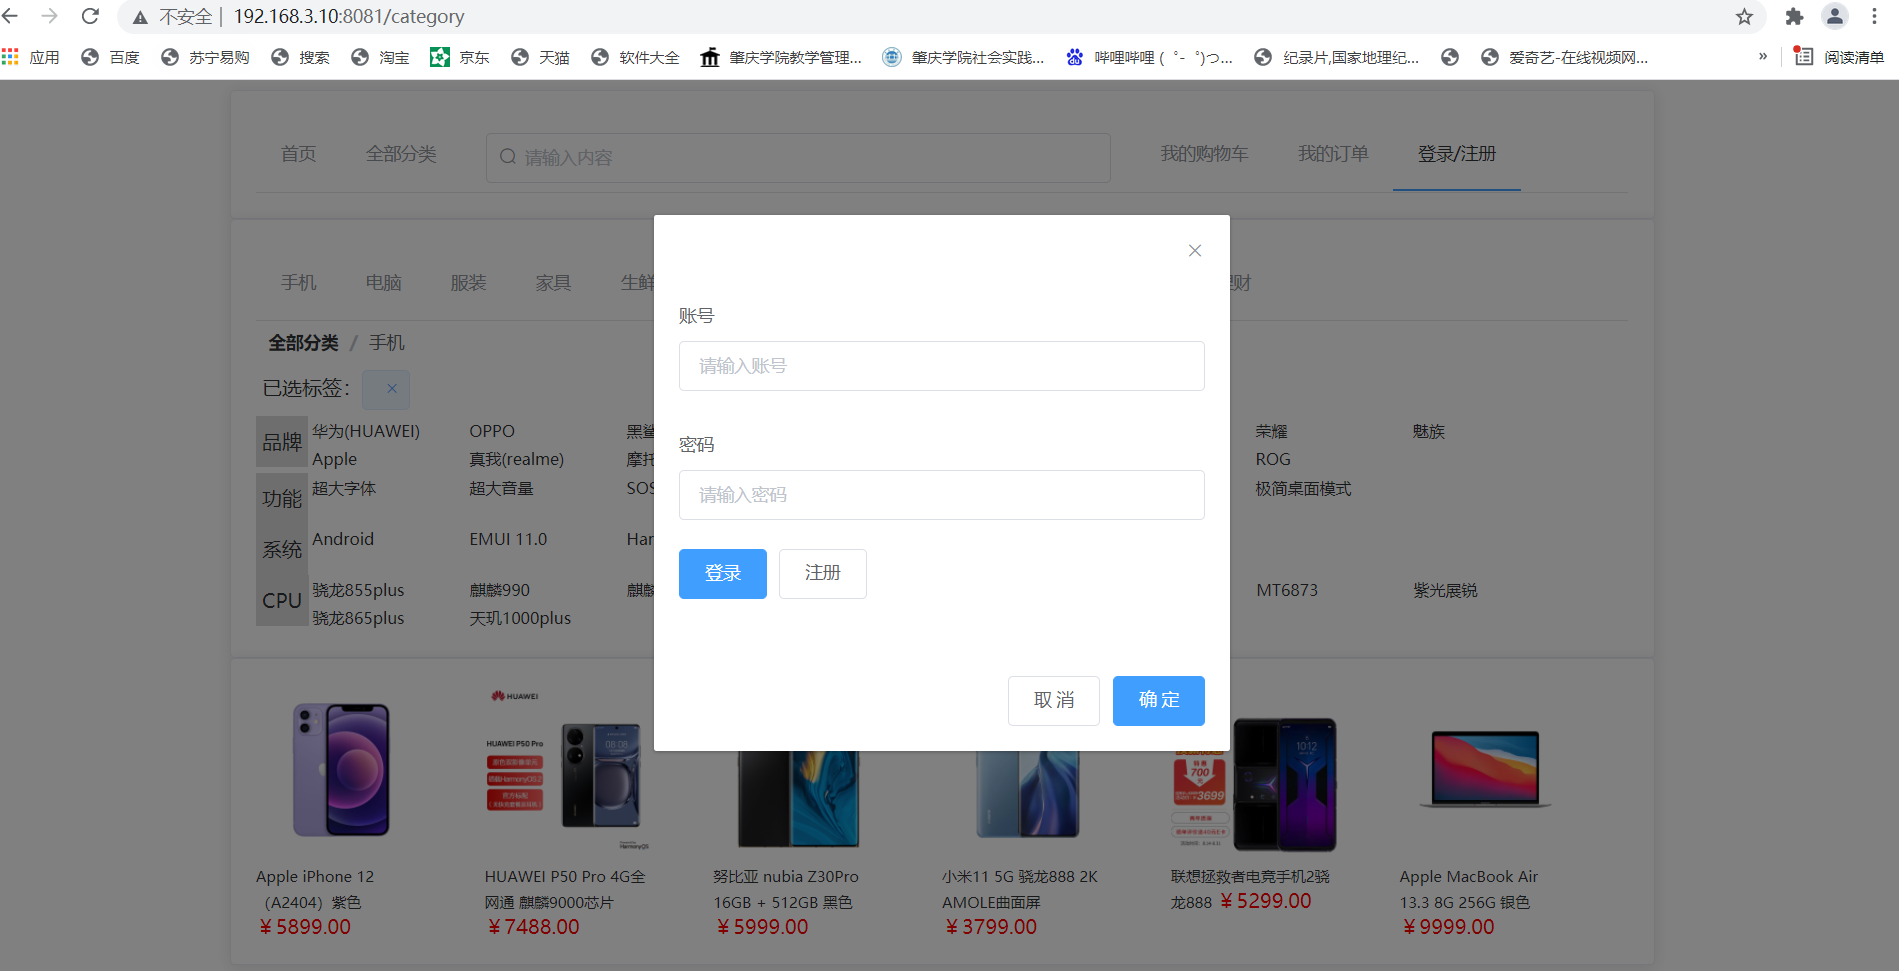 不安全 | 192.168.3.10:8081/category
应用 百度 苏宁易购 搜索 淘宝 京东 天猫 软件大全 肇庆学院教学管理... 肇庆学院社会实践... 哔哩哔哩 ( ゜- ゜)つ... 纪录片,国家地理纪... 爱奇艺-在线视频网... » 阅读清单
首页 全部分类 请输入内容 我的购物车 我的订单 登录/注册
手机 电脑 服装 家具 生鲜 财
全部分类 / 手机
已选标签：
品牌 华为(HUAWEI) OPPO 黑鲨 荣耀 魅族
Apple 真我(realme) 摩托 ROG
功能 超大字体 超大音量 SOS 极简桌面模式
系统 Android EMUI 11.0 Har
CPU 骁龙855plus 麒麟990 麒麟 MT6873 紫光展锐
骁龙865plus 天玑1000plus
账号
请输入账号
密码
请输入密码
登录 注册
取 消 确 定
HUAWEI
HUAWEI P50 Pro
08:08
10:12
700元
3699
HarmonyOS
Apple iPhone 12
（A2404）紫色
￥5899.00
HUAWEI P50 Pro 4G全
网通 麒麟9000芯片
￥7488.00
努比亚 nubia Z30Pro
16GB + 512GB 黑色
￥5999.00
小米11 5G 骁龙888 2K
AMOLE曲面屏
￥3799.00
联想拯救者电竞手机2骁
龙888 ￥5299.00
Apple MacBook Air
13.3 8G 256G 银色
￥9999.00